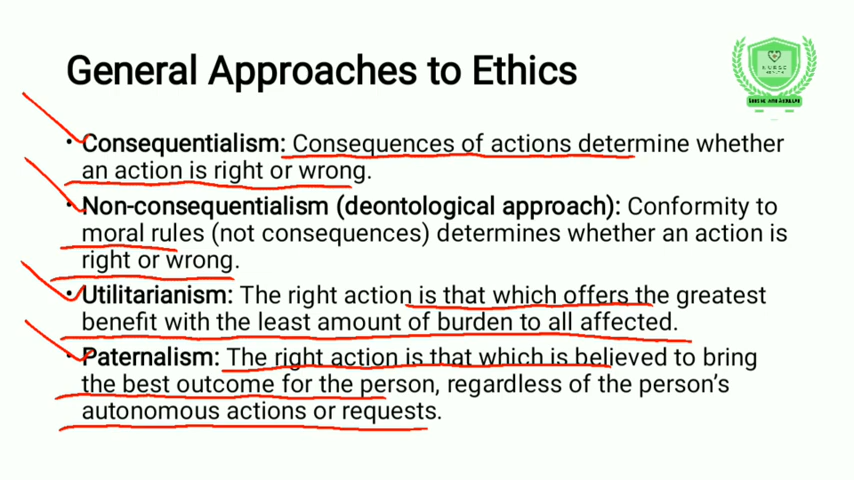 General Approaches to Ethics
• Consequentialism: Consequences of actions determine whether
an action is right or wrong.
• Non-consequentialism (deontological approach): Conformity to
moral rules (not consequences) determines whether an action is
right or wrong.
• Utilitarianism: The right action is that which offers the greatest
benefit with the least amount of burden to all affected.
• Paternalism: The right action is that which is believed to bring
the best outcome for the person, regardless of the person's
autonomous actions or requests.